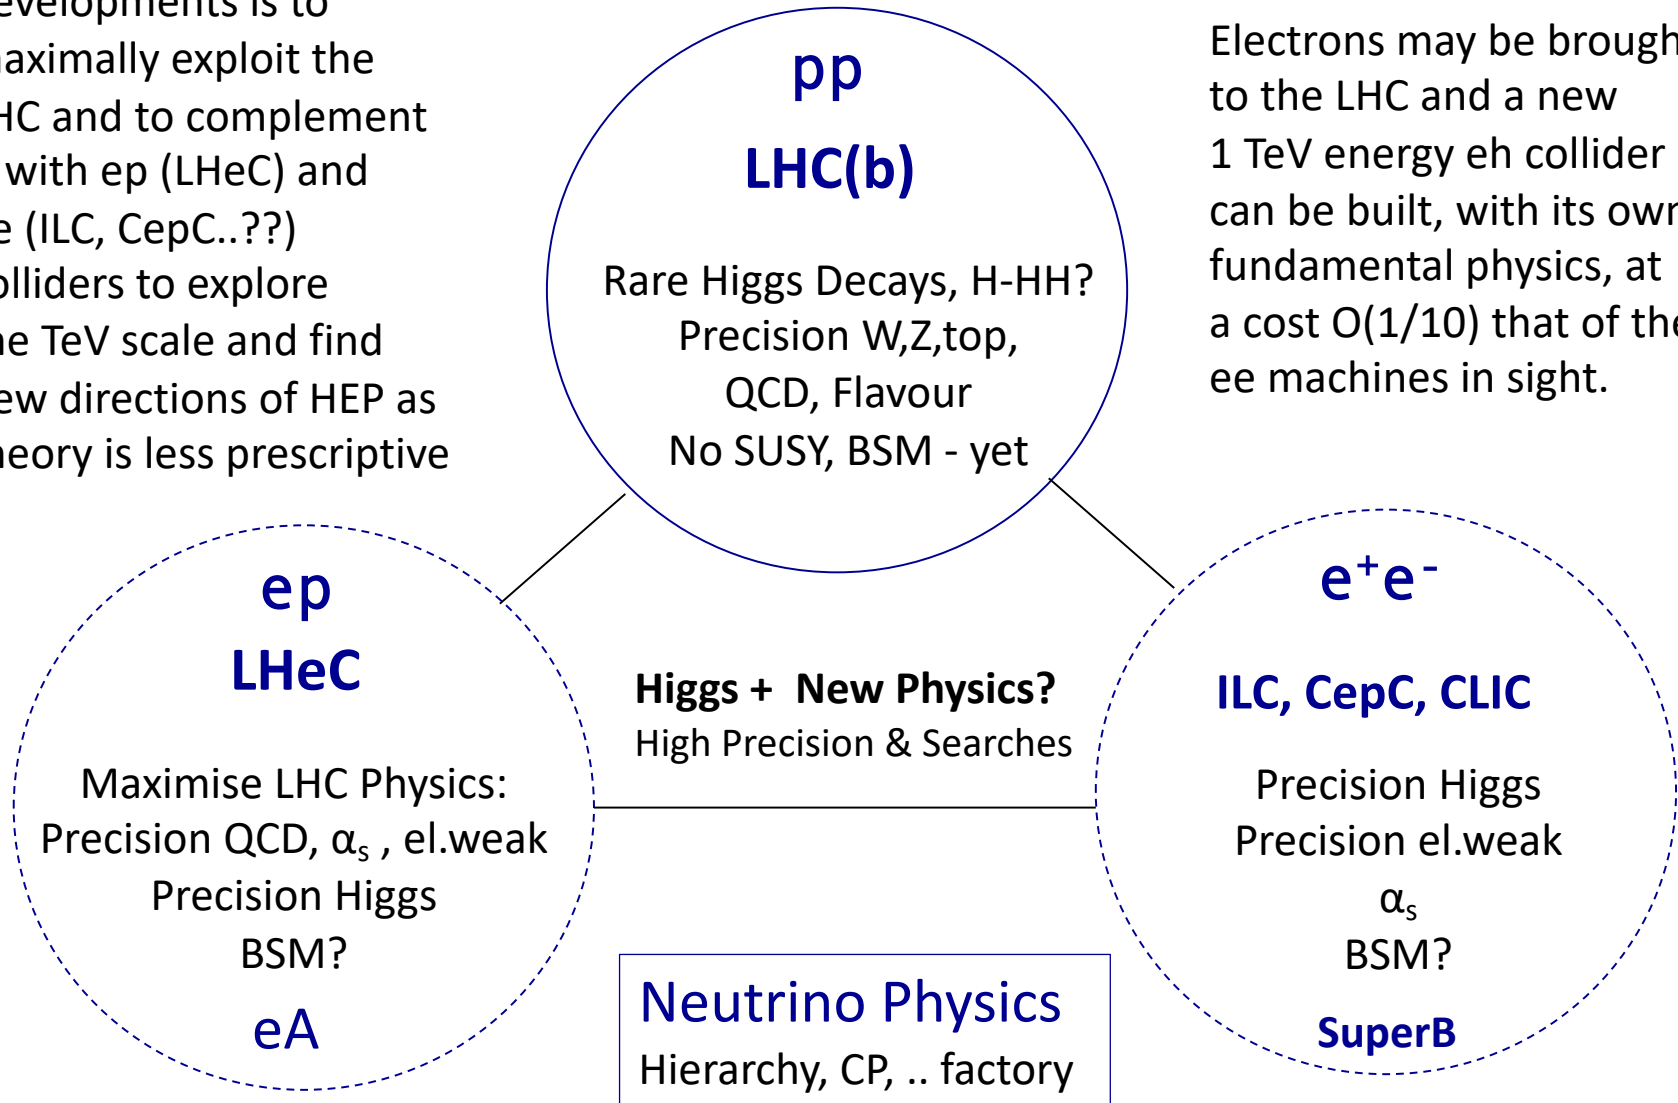 evelopments is to
naximally exploit the
HC and to complement
with ep (LHeC) and
e (ILC, CepC..??)
olliders to explore
he TeV scale and find
ew directions of HEP as
heory is less prescriptive
pp
LHC(b)
Rare Higgs Decays, H-HH?
Precision W,Z,top,
QCD, Flavour
No SUSY, BSM - yet
Electrons may be brough
to the LHC and a new
1 TeV energy eh collider
can be built, with its own
fundamental physics, at
a cost O(1/10) that of the
ee machines in sight.
ep
LHeC
Maximise LHC Physics:
Precision QCD, αₛ , el.weak
Precision Higgs
BSM?
eA
Higgs + New Physics?
High Precision & Searches
e⁺e⁻
ILC, CepC, CLIC
Precision Higgs
Precision el.weak
αₛ
BSM?
SuperB
Neutrino Physics
Hierarchy, CP, .. factory